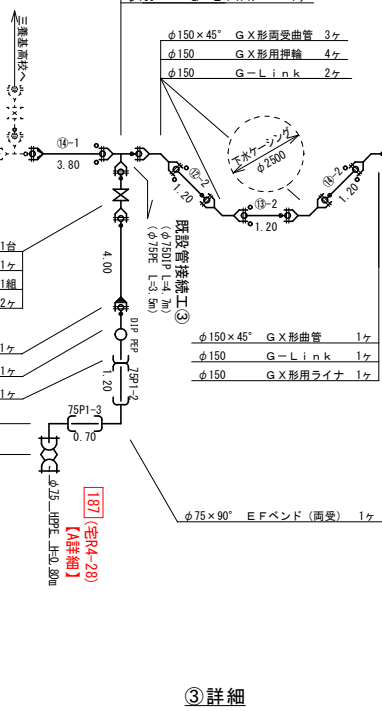 三養基高校へ
φ150×45° GX形両受曲管 3ヶ
φ150 GX形用押輪 4ヶ
φ150 G-Link 2ヶ
下水ケーシング
φ2500
⑭-1
3.80
⑫-2
1.20
⑬-2
1.20
⑭-2
1.20
既設管接続工③
(φ75DIP L=4.7m)
(φ75PE L=3.5m)
4.00
1台
1ヶ
1組
2ヶ
1ヶ
1ヶ
1ヶ
DIP PEP
75P1-2
1.20
75P1-3
0.70
φ150×45° GX形曲管 1ヶ
φ150 G-Link 1ヶ
φ150 GX形用ライナ 1ヶ
φ75×90° EFベンド(両受) 1ヶ
φ75 HPPE H=0.80m
187 (宅R4-28)
【A詳細】
③詳細